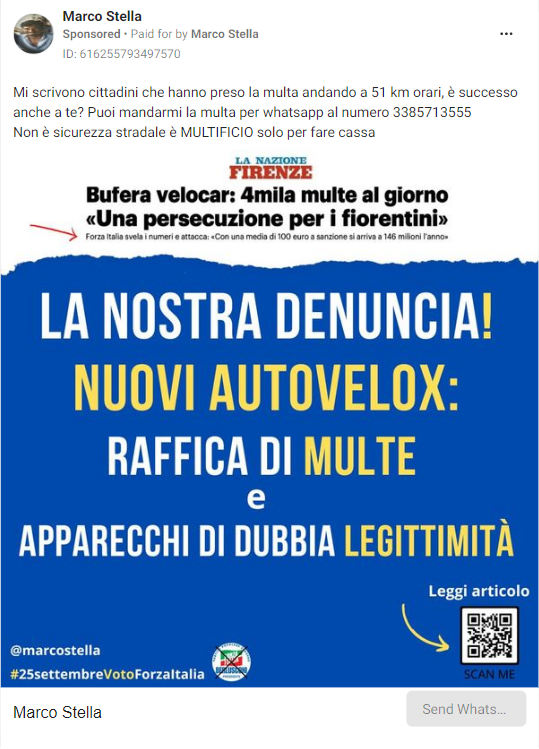 Marco Stella
Sponsored • Paid for by Marco Stella
ID: 616255793497570
Mi scrivono cittadini che hanno preso la multa andando a 51 km orari, è successo
anche a te? Puoi mandarmi la multa per whatsapp al numero 3385713555
Non è sicurezza stradale è MULTIFICIO solo per fare cassa
LA NAZIONE
FIRENZE
Bufera velocar: 4mila multe al giorno
«Una persecuzione per i fiorentini»
Forza Italia svela i numeri e attacca: «Con una media di 100 euro a sanzione si arriva a 146 milioni l'anno»
LA NOSTRA DENUNCIA!
NUOVI AUTOVELOX:
RAFFICA DI MULTE
e
APPARECCHI DI DUBBIA LEGITTIMITÀ
Leggi articolo
SCAN ME
@marcostella
#25settembreVotoForzaItalia
BERLUSCONI
Marco Stella
Send Whats...